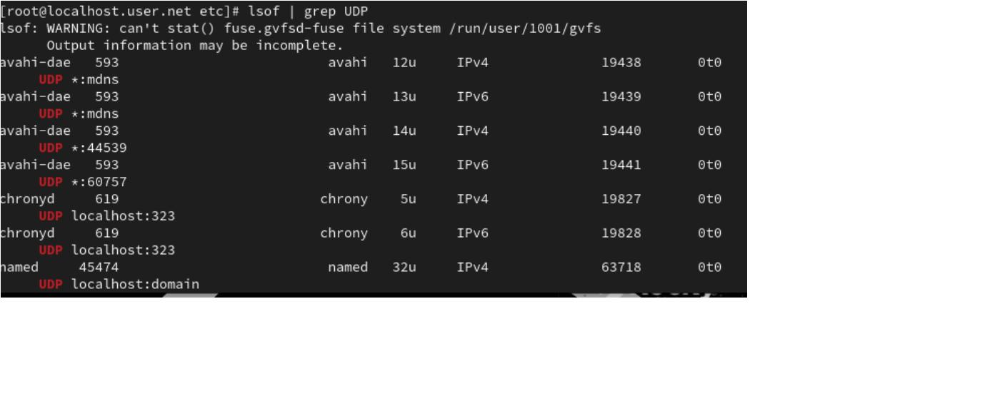 [root@localhost.user.net etc]# lsof | grep UDP
lsof: WARNING: can't stat() fuse.gvfsd-fuse file system /run/user/1001/gvfs
Output information may be incomplete.
avahi-dae 593 avahi 12u IPv4 19438 0t0
UDP *:mdns
avahi-dae 593 avahi 13u IPv6 19439 0t0
UDP *:mdns
avahi-dae 593 avahi 14u IPv4 19440 0t0
UDP *:44539
avahi-dae 593 avahi 15u IPv6 19441 0t0
UDP *:60757
chronyd 619 chrony 5u IPv4 19827 0t0
UDP localhost:323
chronyd 619 chrony 6u IPv6 19828 0t0
UDP localhost:323
named 45474 named 32u IPv4 63718 0t0
UDP localhost:domain